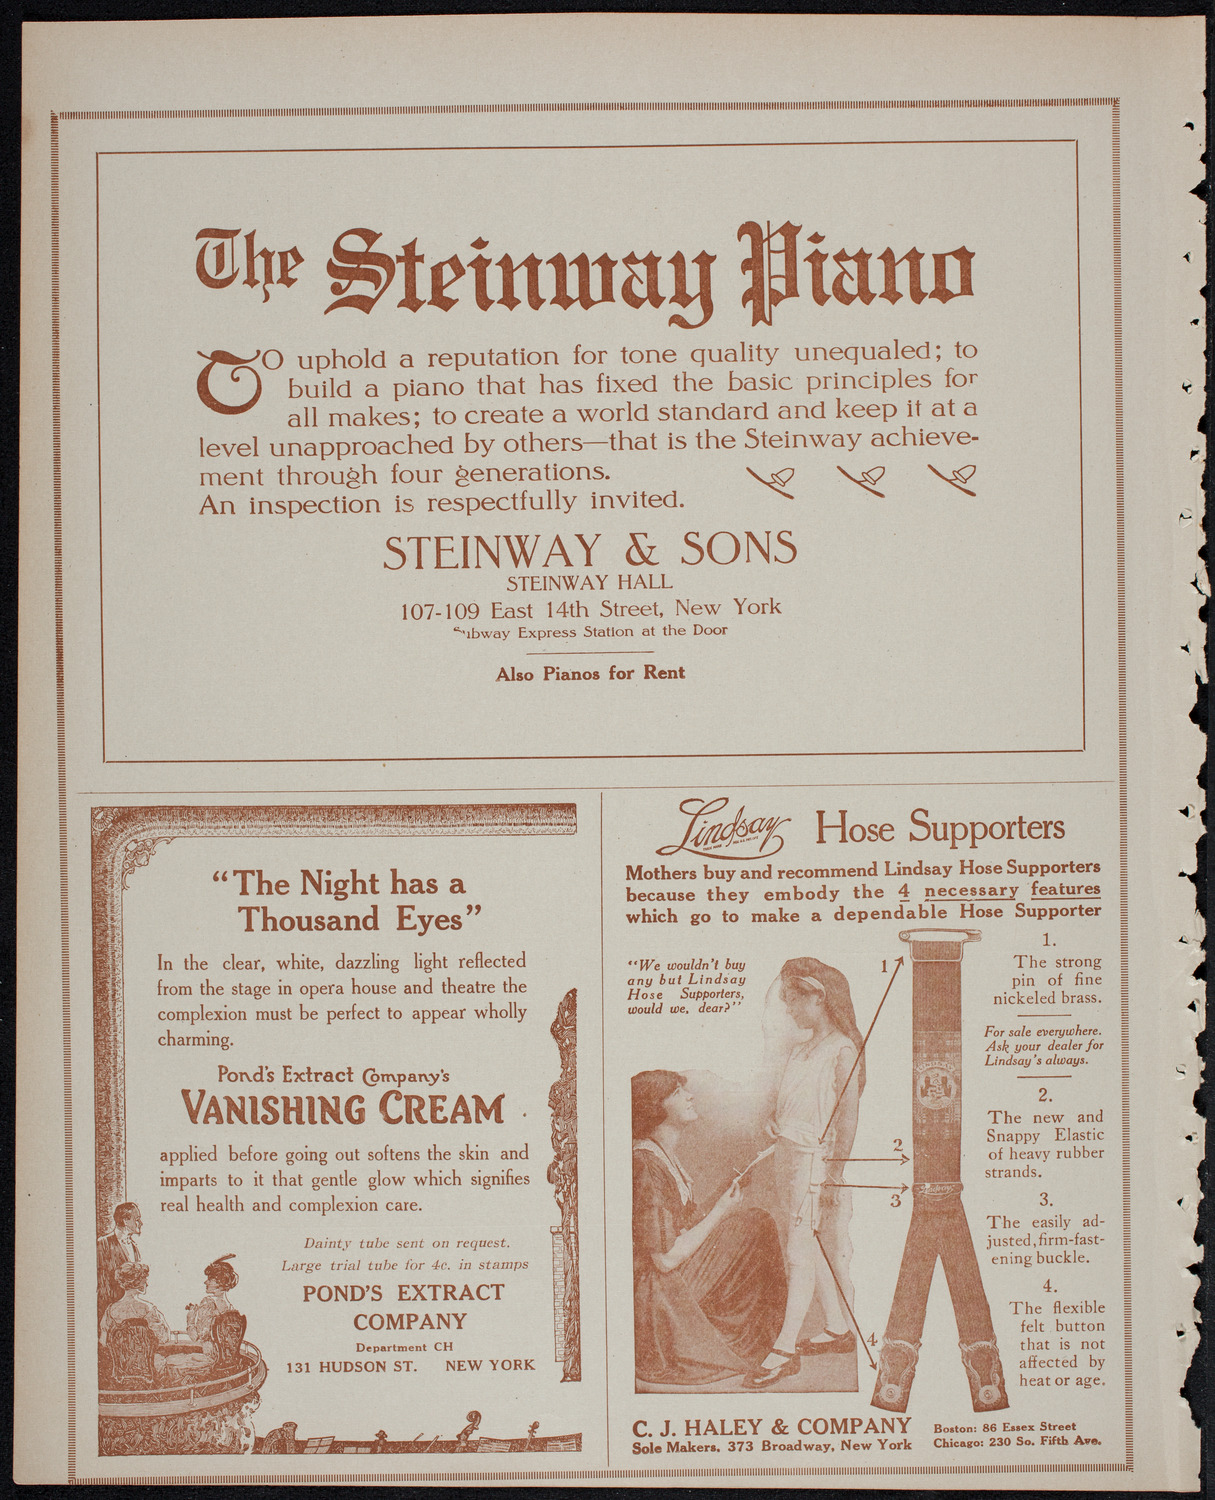 The Steinway Piano
TO uphold a reputation for tone quality unequaled; to
build a piano that has fixed the basic principles for
all makes; to create a world standard and keep it at a
level unapproached by others—that is the Steinway achieve-
ment through four generations.
An inspection is respectfully invited.
STEINWAY & SONS
STEINWAY HALL
107-109 East 14th Street, New York
Subway Express Station at the Door
Also Pianos for Rent
"The Night has a
Thousand Eyes"
In the clear, white, dazzling light reflected
from the stage in opera house and theatre the
complexion must be perfect to appear wholly
charming.
Pond's Extract Company's
VANISHING CREAM
applied before going out softens the skin and
imparts to it that gentle glow which signifies
real health and complexion care.
Dainty tube sent on request.
Large trial tube for 4c. in stamps
POND'S EXTRACT
COMPANY
Department CH
131 HUDSON ST. NEW YORK
Lindsay Hose Supporters
Mothers buy and recommend Lindsay Hose Supporters
because they embody the 4 necessary features
which go to make a dependable Hose Supporter
"We wouldn't buy
any but Lindsay
Hose Supporters,
would we, dear?"
1
2
3
4
LINDSAY
Lindsay
1.
The strong
pin of fine
nickeled brass.
For sale everywhere.
Ask your dealer for
Lindsay's always.
2.
The new and
Snappy Elastic
of heavy rubber
strands.
3.
The easily ad-
justed, firm-fast-
ening buckle.
4.
The flexible
felt button
that is not
affected by
heat or age.
C. J. HALEY & COMPANY
Sole Makers, 373 Broadway, New York
Boston: 86 Essex Street
Chicago: 230 So. Fifth Ave.